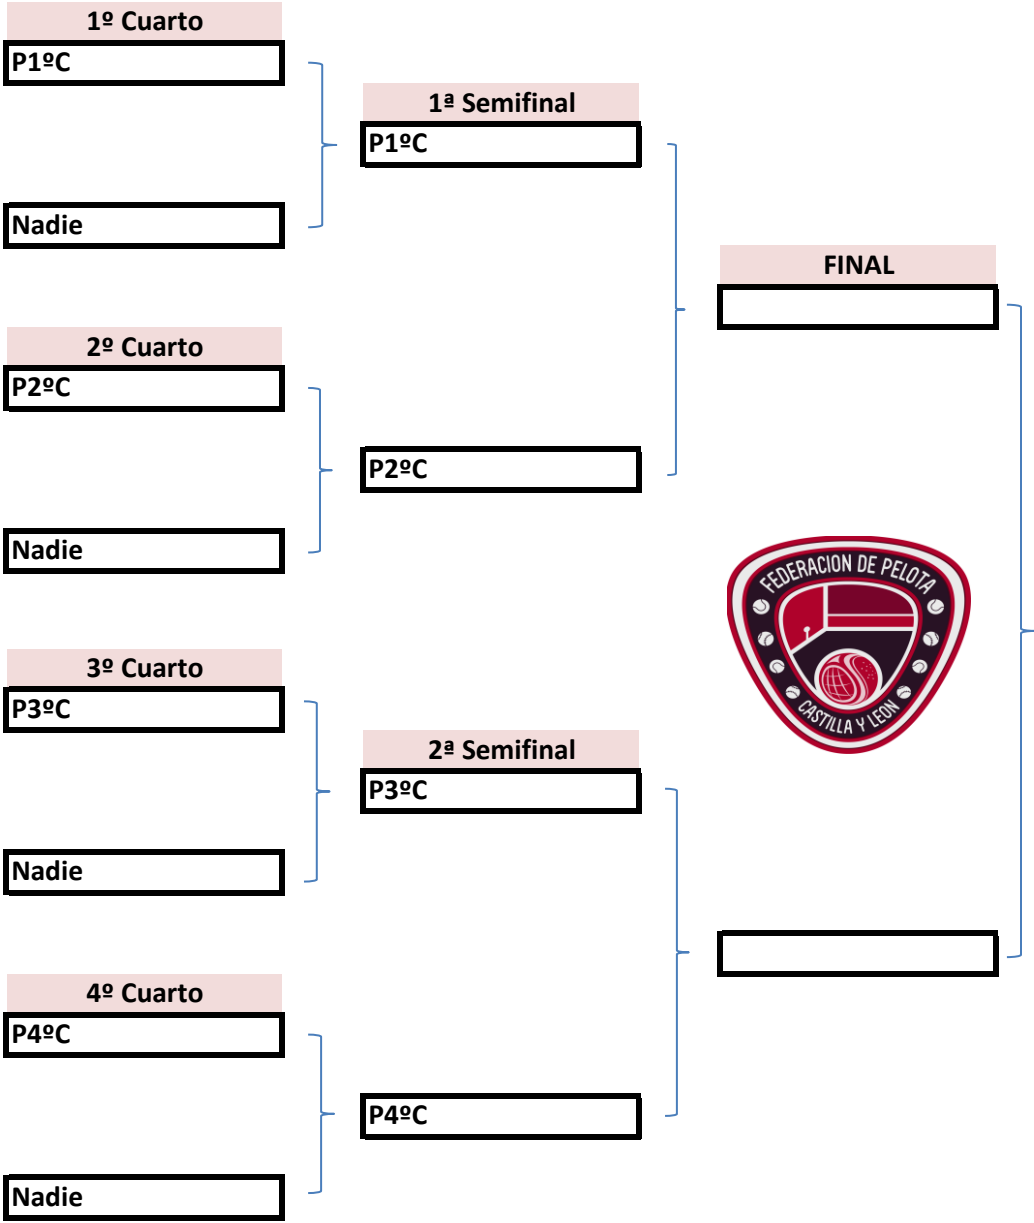 1º Cuarto
P1ºC
Nadie
2º Cuarto
P2ºC
Nadie
3º Cuarto
P3ºC
Nadie
4º Cuarto
P4ºC
Nadie
1ª Semifinal
P1ºC
P2ºC
2ª Semifinal
P3ºC
P4ºC
FINAL
FEDERACION DE PELOTA
CASTILLA Y LEON